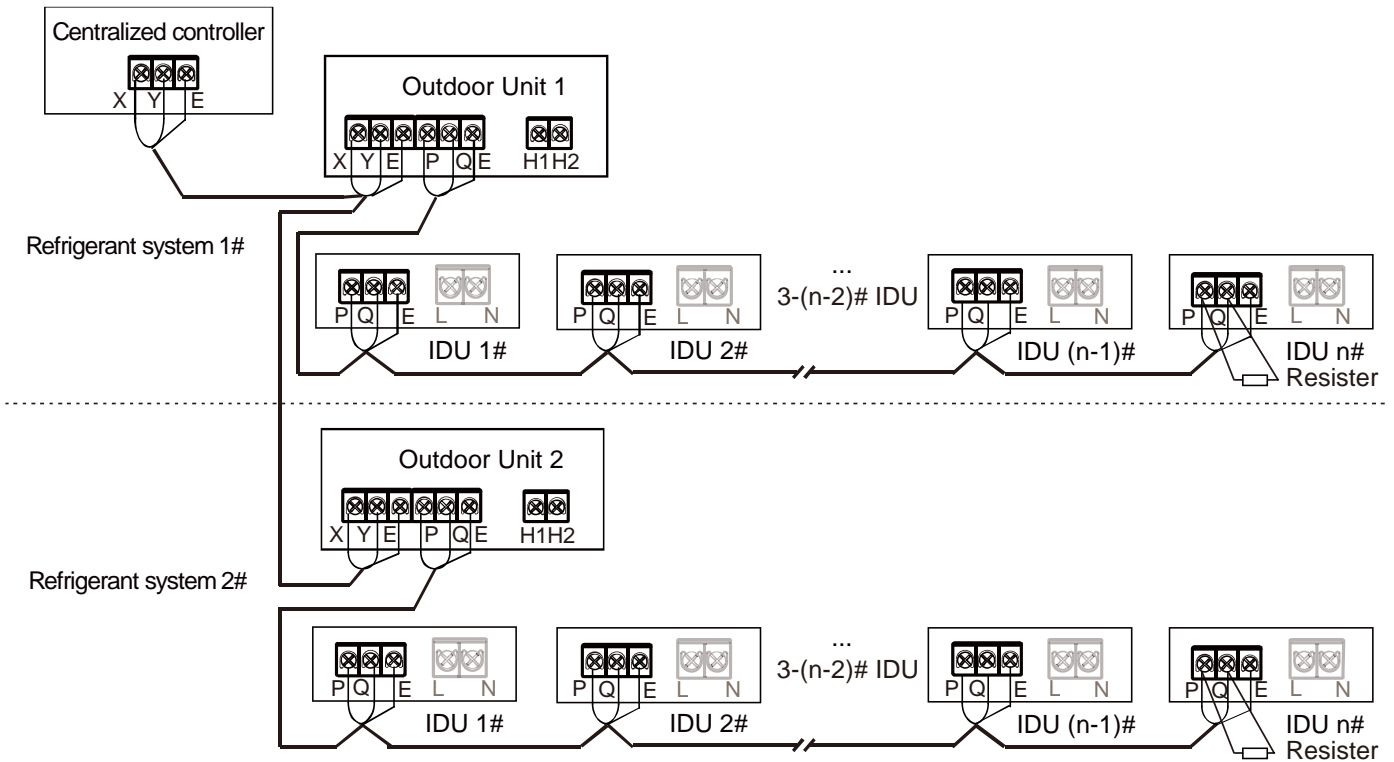 Centralized controller
X Y E
Outdoor Unit 1
X Y E P Q E H1 H2
Refrigerant system 1#
...
3-(n-2)# IDU
P Q E L N
P Q E L N
P Q E L N
P Q E L N
IDU 1#
IDU 2#
IDU (n-1)#
IDU n#
Resister
Outdoor Unit 2
X Y E P Q E H1H2
Refrigerant system 2#
...
3-(n-2)# IDU
P Q E L N
P Q E L N
P Q E L N
P Q E L N
IDU 1#
IDU 2#
IDU (n-1)#
IDU n#
Resister